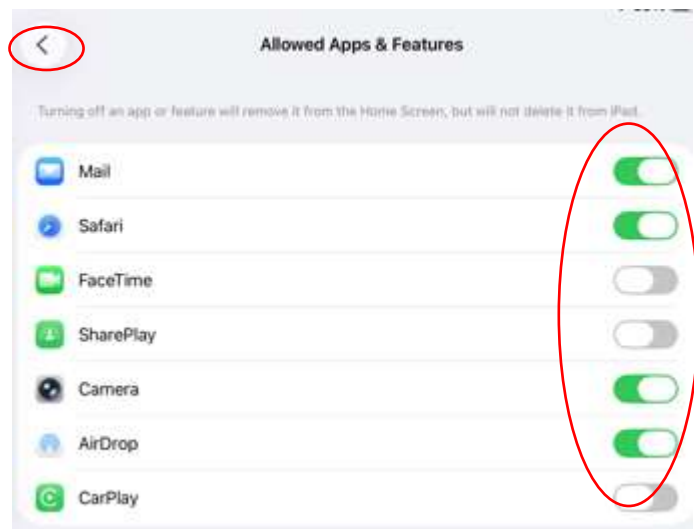 Allowed Apps & Features
Turning off an app or feature will remove it from the Home Screen, but will not delete it from iPad.
Mail
Safari
FaceTime
SharePlay
Camera
AirDrop
CarPlay